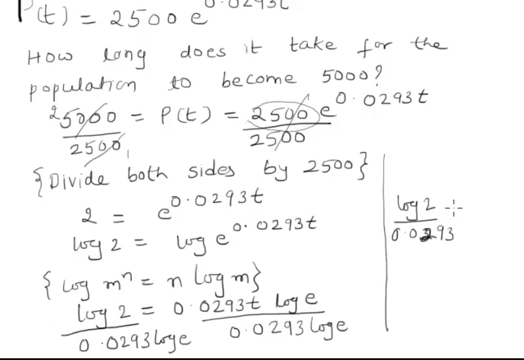 P(t) = 2500 e^0.0293t
How long does it take for the
population to become 5000?
2 5000/2500 = P(t) = 2500/2500 e^0.0293t
{Divide both sides by 2500}
2 = e^0.0293t
log 2 = log e^0.0293t
{log m^n = n log m}
log 2 / 0.0293 log e = 0.0293t log e / 0.0293 log e
log 2 / 0.0293 ÷